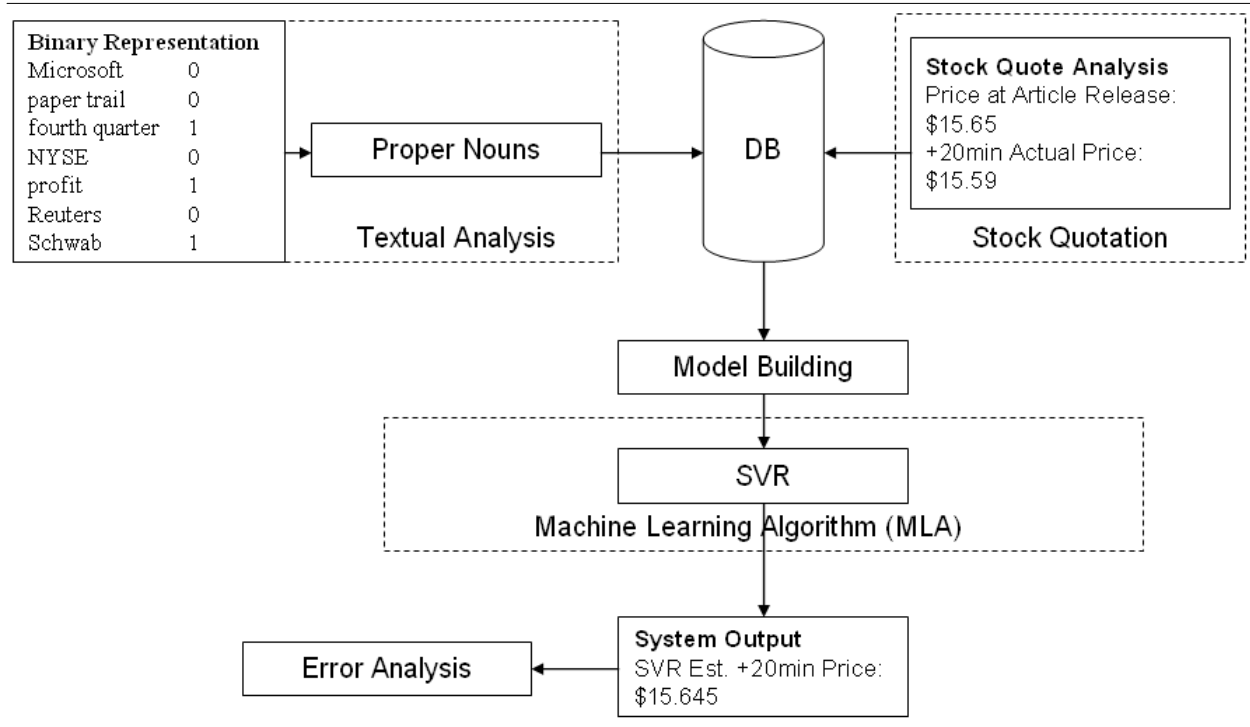 Binary Representation
Microsoft 0
paper trail 0
fourth quarter 1
NYSE 0
profit 1
Reuters 0
Schwab 1
Proper Nouns
Textual Analysis
DB
Stock Quote Analysis
Price at Article Release:
$15.65
+20min Actual Price:
$15.59
Stock Quotation
Model Building
SVR
Machine Learning Algorithm (MLA)
System Output
SVR Est. +20min Price:
$15.645
Error Analysis